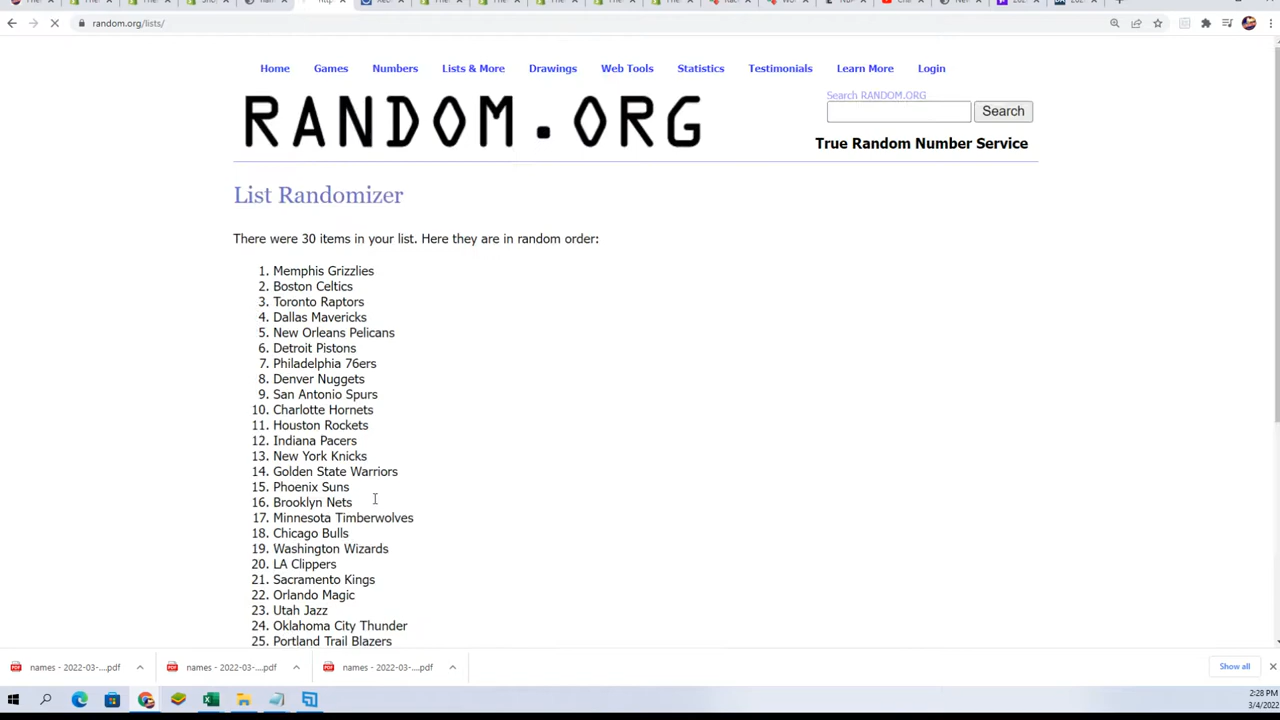 random.org/lists/
Home Games Numbers Lists & More Drawings Web Tools Statistics Testimonials Learn More Login
Search RANDOM.ORG
RANDOM.ORG
Search
True Random Number Service
List Randomizer
There were 30 items in your list. Here they are in random order:
1. Memphis Grizzlies
2. Boston Celtics
3. Toronto Raptors
4. Dallas Mavericks
5. New Orleans Pelicans
6. Detroit Pistons
7. Philadelphia 76ers
8. Denver Nuggets
9. San Antonio Spurs
10. Charlotte Hornets
11. Houston Rockets
12. Indiana Pacers
13. New York Knicks
14. Golden State Warriors
15. Phoenix Suns
16. Brooklyn Nets
17. Minnesota Timberwolves
18. Chicago Bulls
19. Washington Wizards
20. LA Clippers
21. Sacramento Kings
22. Orlando Magic
23. Utah Jazz
24. Oklahoma City Thunder
25. Portland Trail Blazers
names - 2022-03-....pdf names - 2022-03-....pdf names - 2022-03-....pdf Show all
2:28 PM
3/4/2022